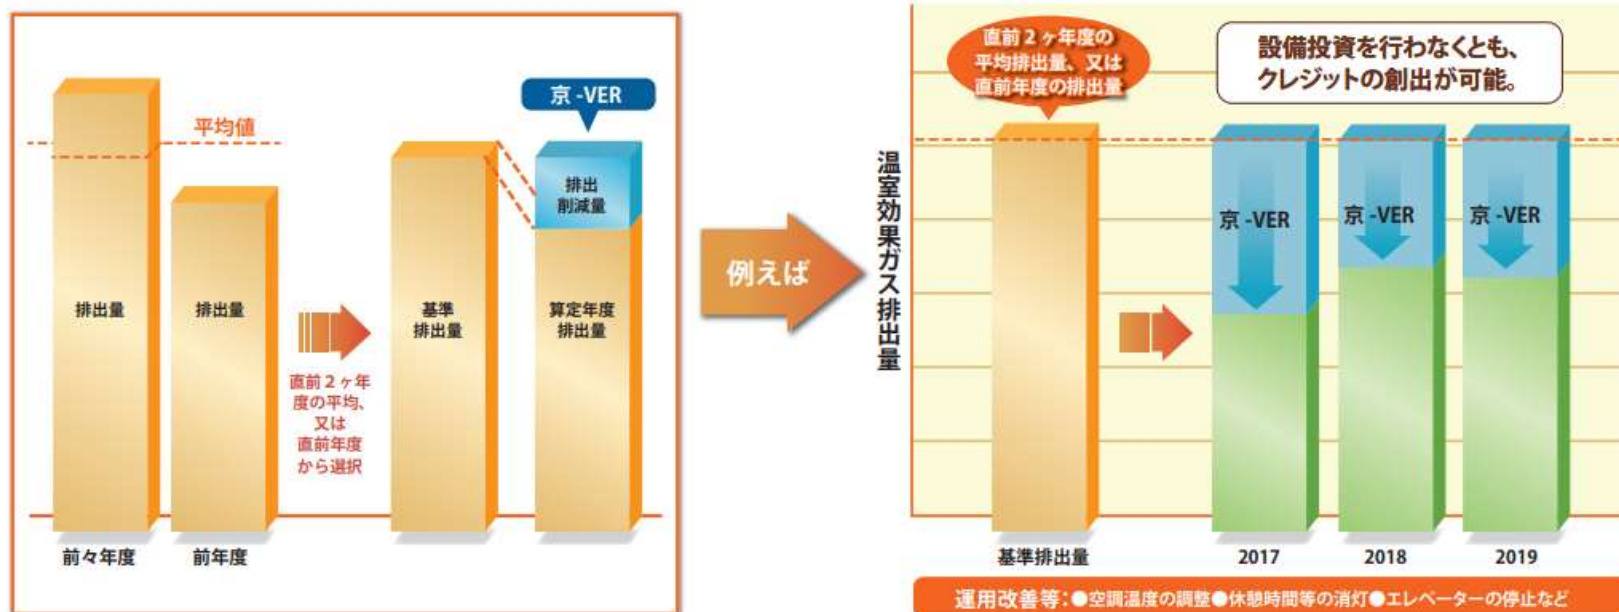 京-VER
平均値
排出
削減量
排出量
排出量
基準
排出量
算定年度
排出量
直前2ヶ年
度の平均、
又は
直前年度
から選択
前々年度
前年度
例えば
直前2ヶ年度の
平均排出量、又は
直前年度の排出量
設備投資を行わなくとも、
クレジットの創出が可能。
温室効果ガス排出量
京-VER
京-VER
京-VER
基準排出量
2017
2018
2019
運用改善等:●空調温度の調整●休憩時間等の消灯●エレベーターの停止など